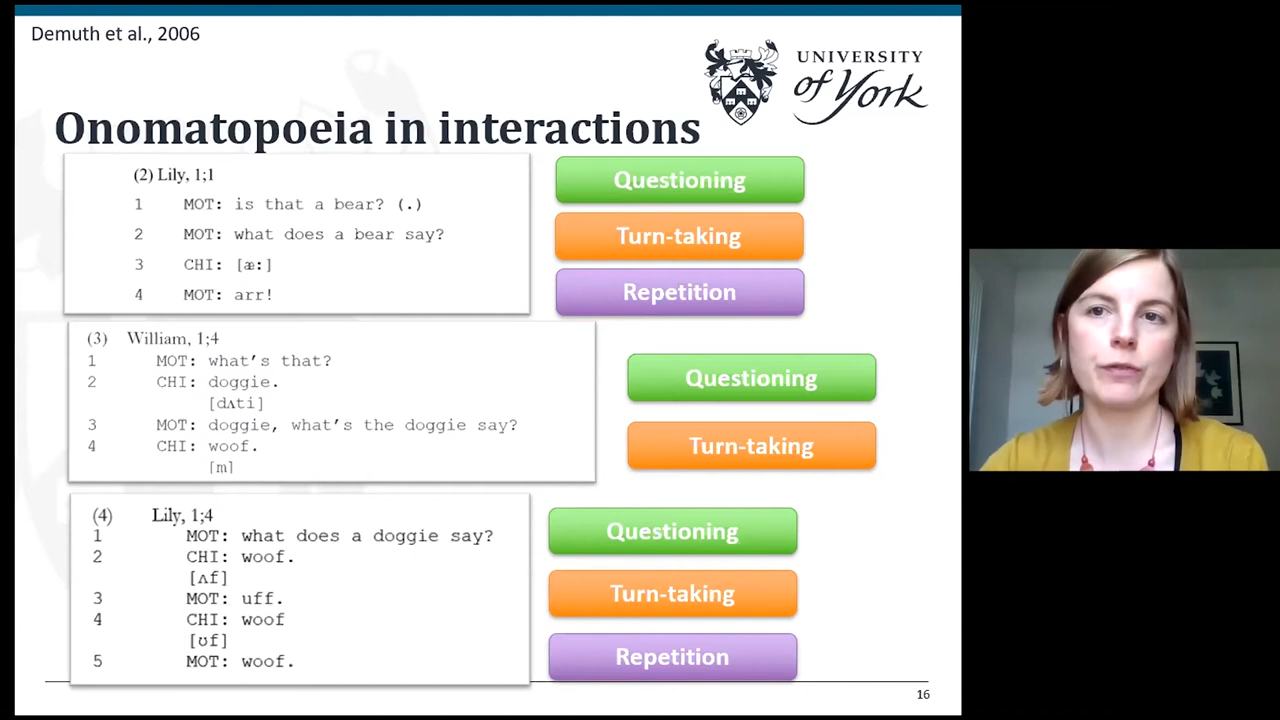 Demuth et al., 2006
UNIVERSITY
of York
Onomatopoeia in interactions
(2) Lily, 1;1
1 MOT: is that a bear? (.)
2 MOT: what does a bear say?
3 CHI: [æː]
4 MOT: arr!
Questioning
Turn-taking
Repetition
(3) William, 1;4
1 MOT: what's that?
2 CHI: doggie.
[dʌti]
3 MOT: doggie, what's the doggie say?
4 CHI: woof.
[m]
Questioning
Turn-taking
(4) Lily, 1;4
1 MOT: what does a doggie say?
2 CHI: woof.
[ʌf]
3 MOT: uff.
4 CHI: woof
[ʊf]
5 MOT: woof.
Questioning
Turn-taking
Repetition
16